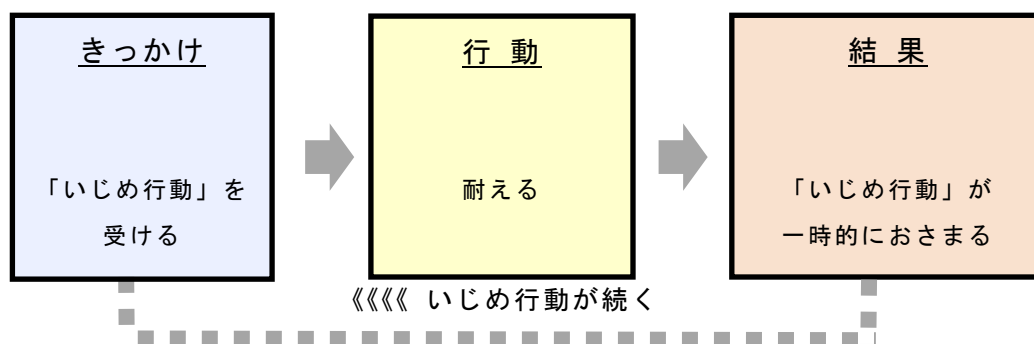 きっかけ
「いじめ行動」を
受ける
行 動
耐える
結 果
「いじめ行動」が
一時的におさまる
《《《《 いじめ行動が続く